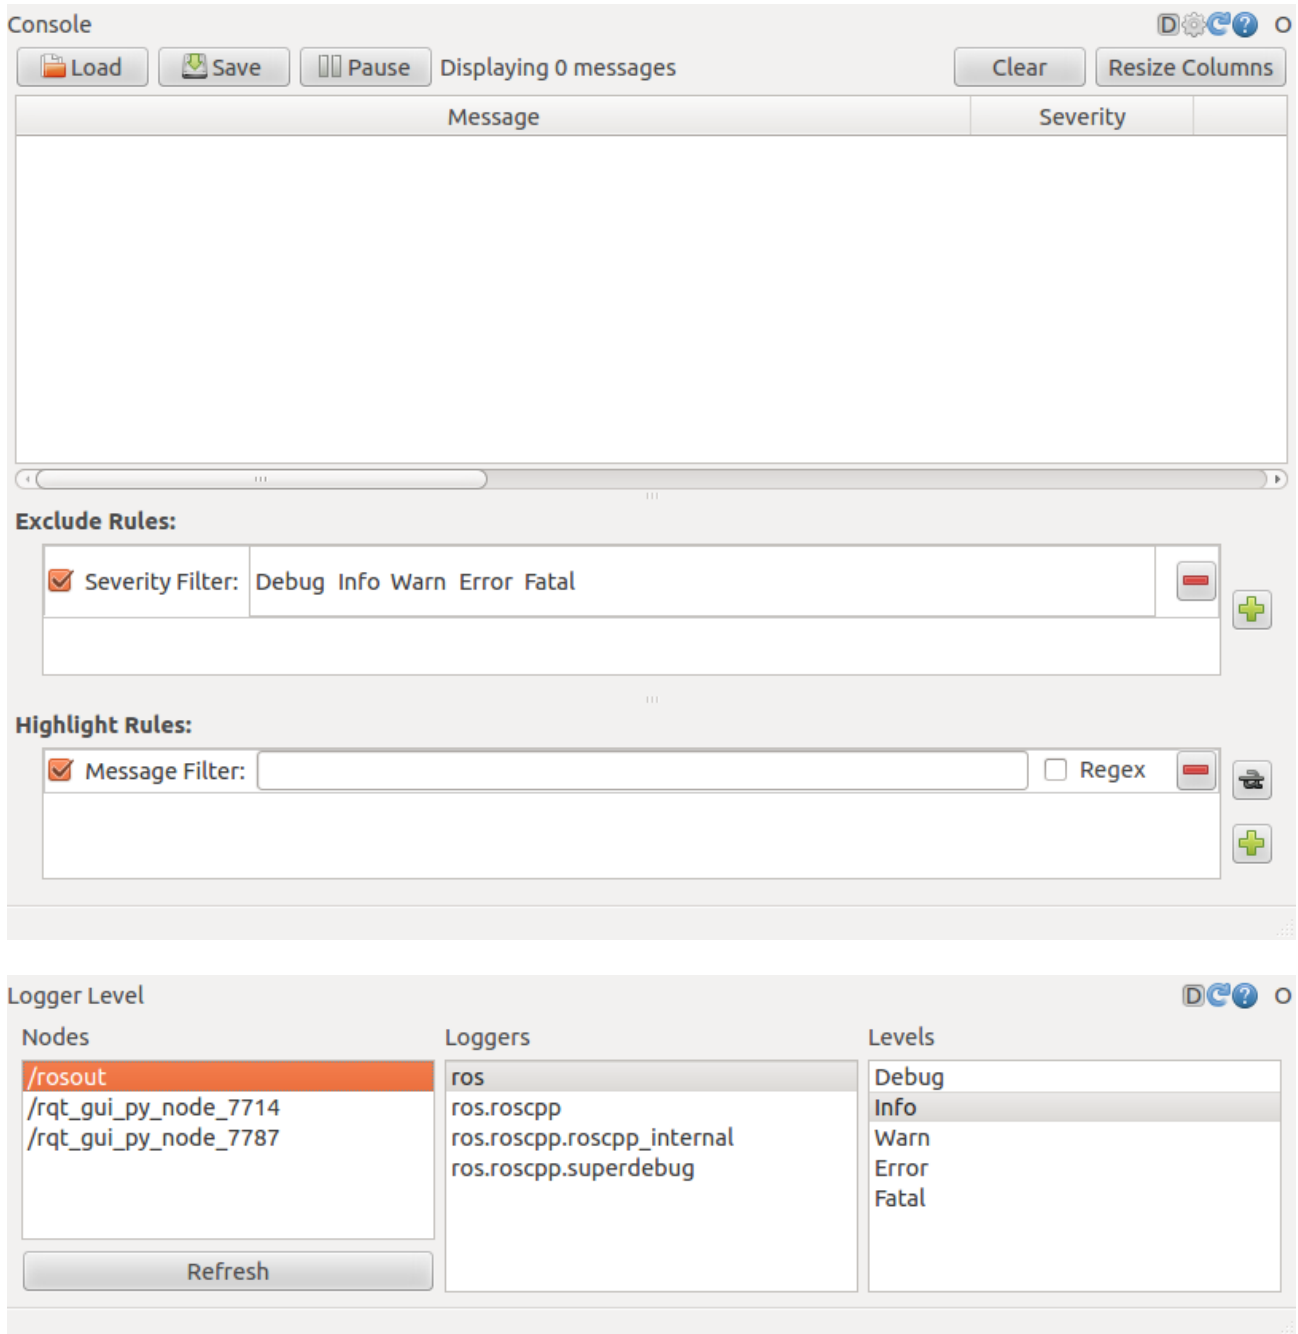 Console D ? O
Load Save Pause Displaying 0 messages Clear Resize Columns
Message Severity
Exclude Rules:
Severity Filter: Debug Info Warn Error Fatal
Highlight Rules:
Message Filter: Regex
Logger Level D ? O
Nodes Loggers Levels
/rosout ros Debug
/rqt_gui_py_node_7714 ros.roscpp Info
/rqt_gui_py_node_7787 ros.roscpp.roscpp_internal Warn
ros.roscpp.superdebug Error
Fatal
Refresh